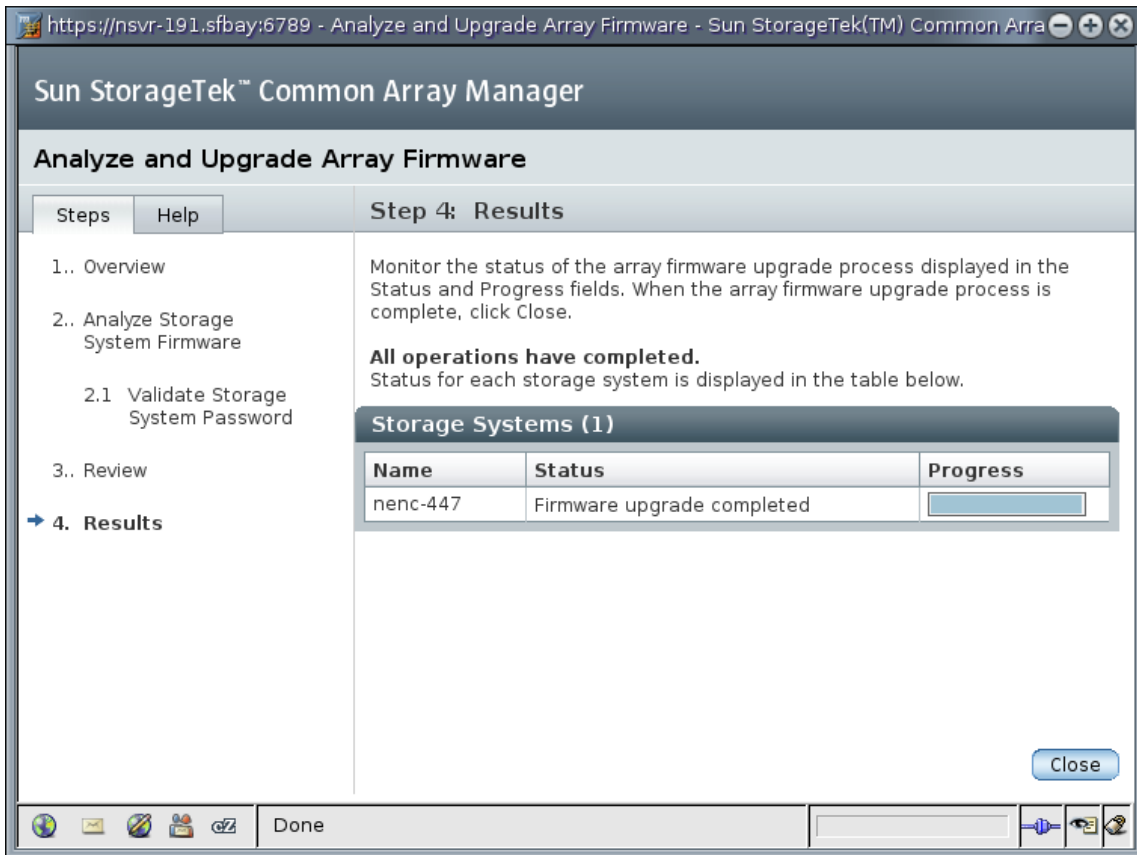 https://nsvr-191.sfbay:6789 - Analyze and Upgrade Array Firmware - Sun StorageTek(TM) Common Arra
Sun StorageTek™ Common Array Manager
Analyze and Upgrade Array Firmware
Steps
Help
1.. Overview
2.. Analyze Storage
System Firmware
2.1 Validate Storage
System Password
3.. Review
4. Results
Step 4: Results
Monitor the status of the array firmware upgrade process displayed in the
Status and Progress fields. When the array firmware upgrade process is
complete, click Close.
All operations have completed.
Status for each storage system is displayed in the table below.
Storage Systems (1)
Name Status Progress
nenc-447 Firmware upgrade completed
Close
Done